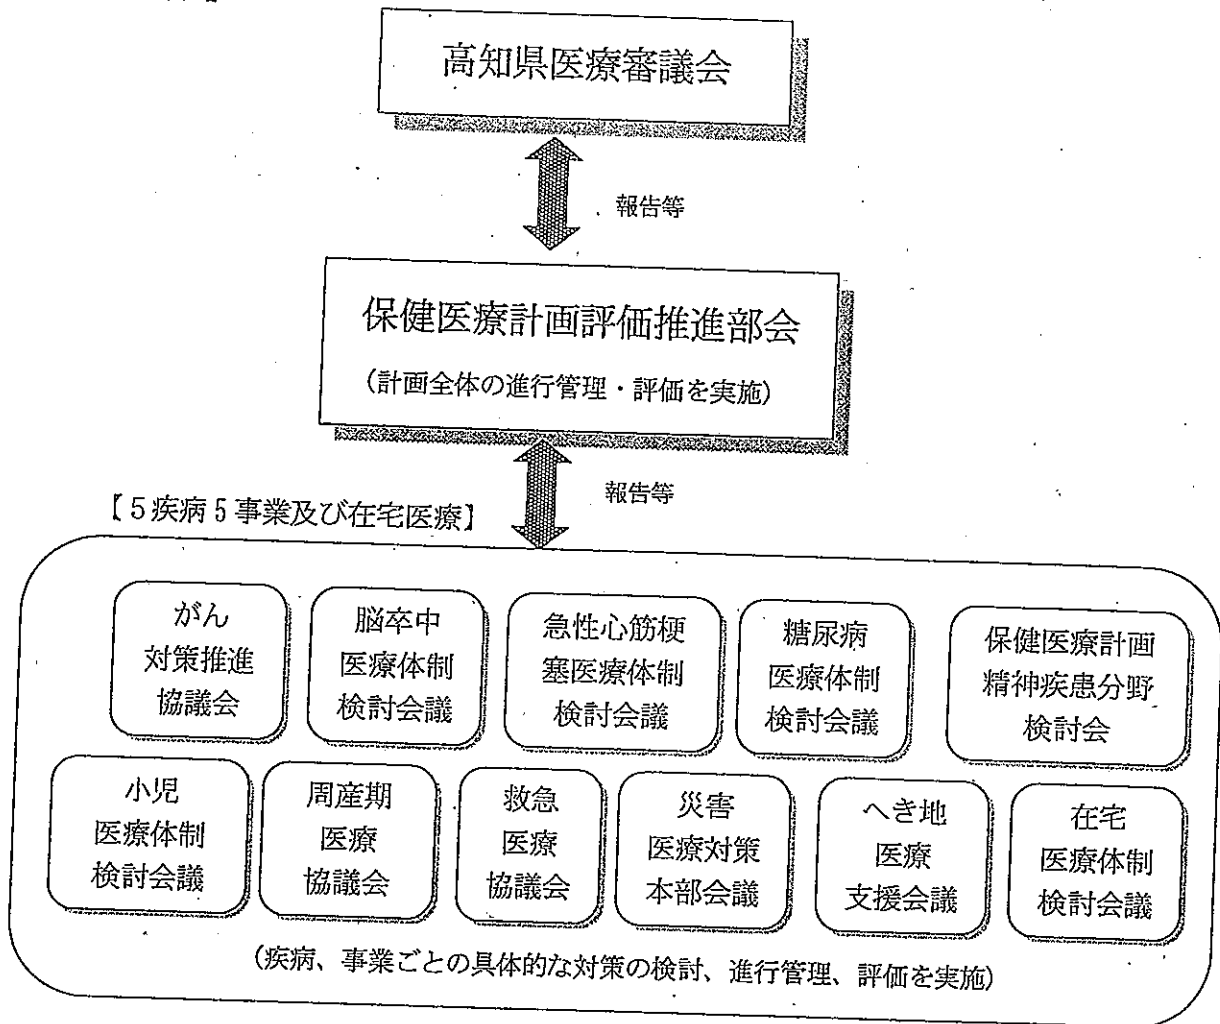 高知県医療審議会
報告等
保健医療計画評価推進部会
(計画全体の進行管理・評価を実施)
報告等
【５疾病５事業及び在宅医療】
がん
対策推進
協議会
脳卒中
医療体制
検討会議
急性心筋梗
塞医療体制
検討会議
糖尿病
医療体制
検討会議
保健医療計画
精神疾患分野
検討会
小児
医療体制
検討会議
周産期
医療
協議会
救急
医療
協議会
災害
医療対策
本部会議
へき地
医療
支援会議
在宅
医療体制
検討会議
(疾病、事業ごとの具体的な対策の検討、進行管理、評価を実施)